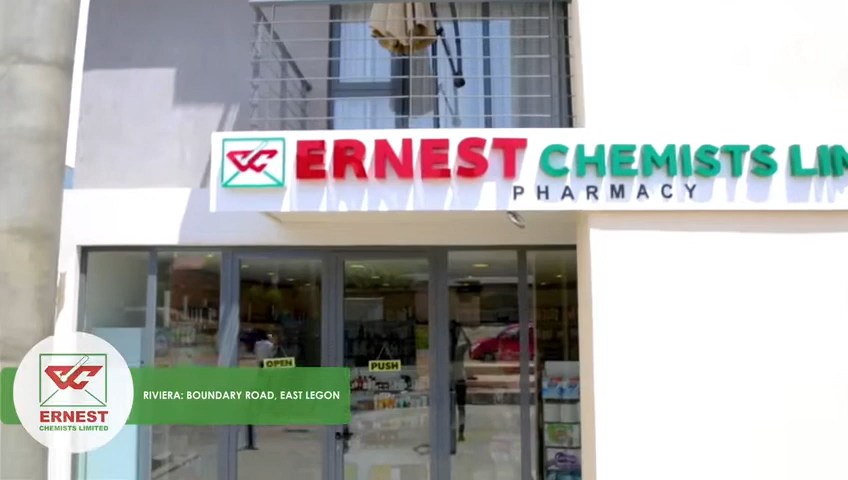 ERNEST CHEMISTS LIM
PHARMACY
OPEN
PUSH
RIVIERA: BOUNDARY ROAD, EAST LEGON
ERNEST
CHEMISTS LIMITED